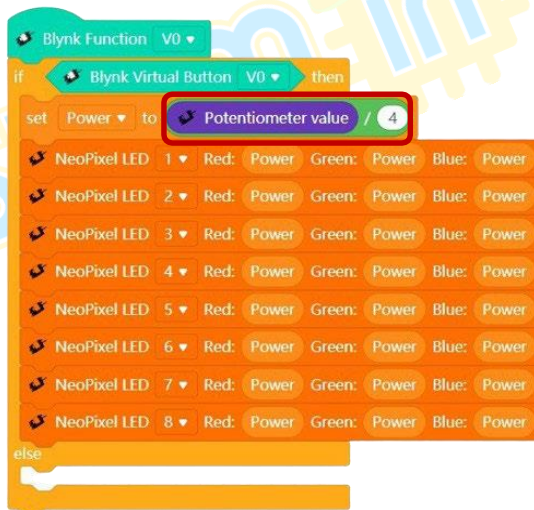 Blynk Function V0
if Blynk Virtual Button V0 then
set Power to Potentiometer value / 4
NeoPixel LED 1 Red: Power Green: Power Blue: Power
NeoPixel LED 2 Red: Power Green: Power Blue: Power
NeoPixel LED 3 Red: Power Green: Power Blue: Power
NeoPixel LED 4 Red: Power Green: Power Blue: Power
NeoPixel LED 5 Red: Power Green: Power Blue: Power
NeoPixel LED 6 Red: Power Green: Power Blue: Power
NeoPixel LED 7 Red: Power Green: Power Blue: Power
NeoPixel LED 8 Red: Power Green: Power Blue: Power
else